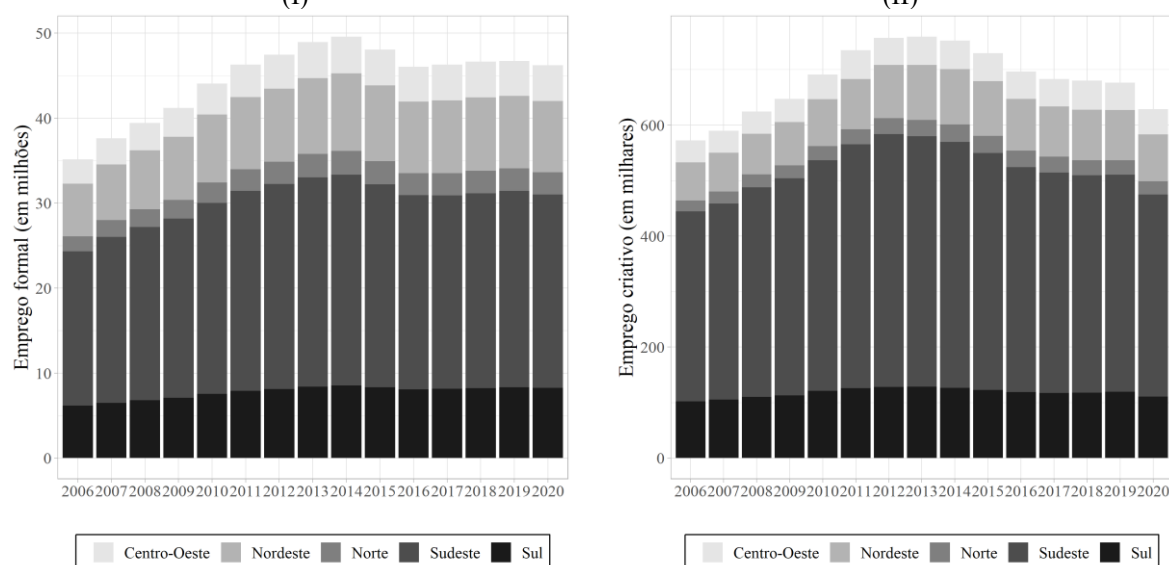 (I)
(II)
Emprego formal (em milhões)
50
40
30
20
10
0
2006 2007 2008 2009 2010 2011 2012 2013 2014 2015 2016 2017 2018 2019 2020
Centro-Oeste Nordeste Norte Sudeste Sul
Emprego criativo (em milhares)
600
400
200
0
2006 2007 2008 2009 2010 2011 2012 2013 2014 2015 2016 2017 2018 2019 2020
Centro-Oeste Nordeste Norte Sudeste Sul